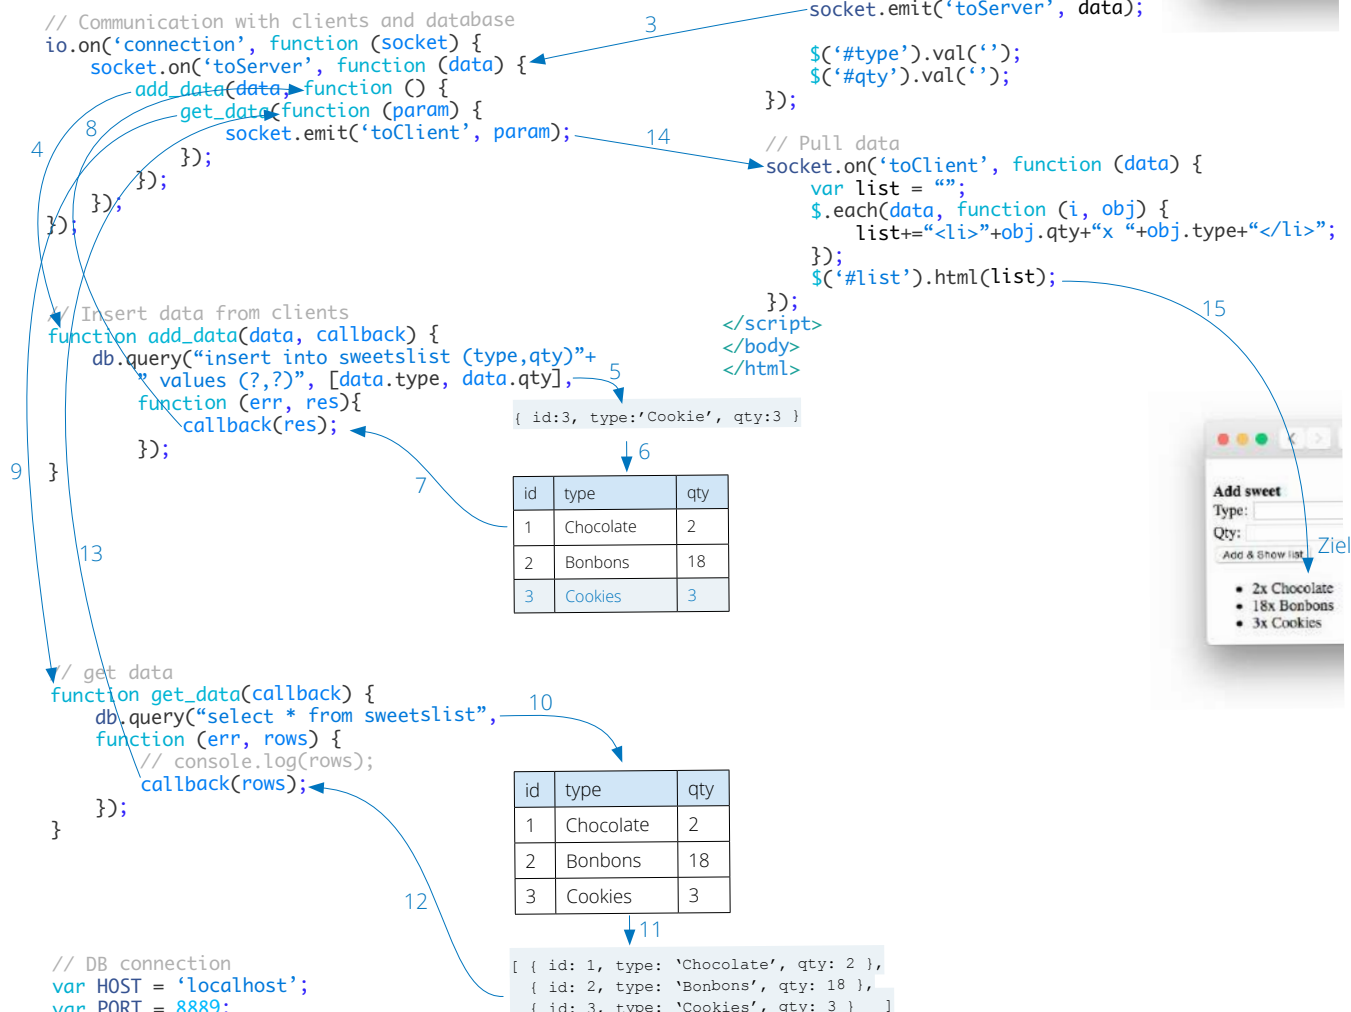 // Communication with clients and database
io.on(‘connection’, function (socket) {
socket.on(‘toServer’, function (data) {
add_data(data, function () {
get_data(function (param) {
socket.emit(‘toClient’, param);
});
});
});
});
3
4
8
14
socket.emit(‘toServer’, data);
$(‘#type’).val(‘’);
$(‘#qty’).val(‘’);
});
// Pull data
socket.on(‘toClient’, function (data) {
var list = “”;
$.each(data, function (i, obj) {
list+=“<li>”+obj.qty+“x “+obj.type+“</li>”;
});
$(‘#list’).html(list);
});
</script>
</body>
</html>
15
// Insert data from clients
function add_data(data, callback) {
db.query(“insert into sweetslist (type,qty)”+
” values (?,?)”, [data.type, data.qty],
function (err, res){
callback(res);
});
}
5
{ id:3, type:’Cookie’, qty:3 }
6
7
9
13
id type qty
1 Chocolate 2
2 Bonbons 18
3 Cookies 3
Add sweet
Type:
Qty:
Add & Show list
Ziel
• 2x Chocolate
• 18x Bonbons
• 3x Cookies
// get data
function get_data(callback) {
db.query(“select * from sweetslist”,
function (err, rows) {
// console.log(rows);
callback(rows);
});
}
10
id type qty
1 Chocolate 2
2 Bonbons 18
3 Cookies 3
12
11
[ { id: 1, type: ‘Chocolate’, qty: 2 },
{ id: 2, type: ‘Bonbons’, qty: 18 },
{ id: 3, type: ‘Cookies’, qty: 3 } ]
// DB connection
var HOST = ‘localhost’;
var PORT = 8889;